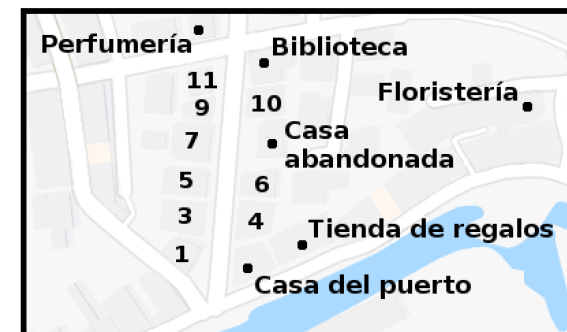 Perfumería
Biblioteca
11
9
10
Floristería
7
Casa
abandonada
5
6
3
4
Tienda de regalos
1
Casa del puerto